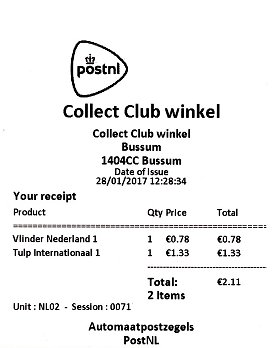 postnl
Collect Club winkel
Collect Club winkel
Bussum
1404CC Bussum
Date of Issue
28/01/2017 12:28:34
Your receipt
Product Qty Price Total
Vlinder Nederland 1 1 €0.78 €0.78
Tulp Internationaal 1 1 €1.33 €1.33
Total: €2.11
2 Items
Unit : NL02 - Session : 0071
Automaatpostzegels
PostNL